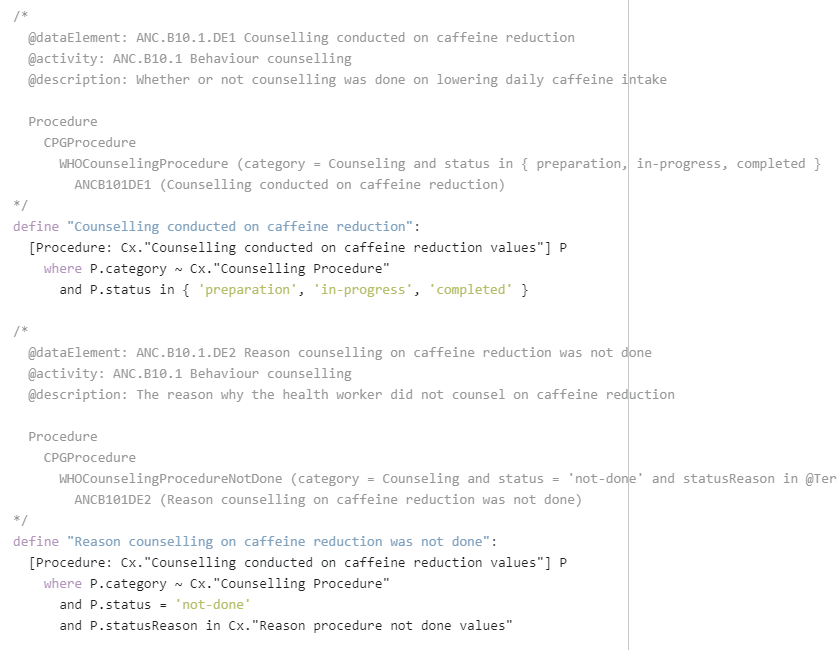 /*
  @dataElement: ANC.B10.1.DE1 Counselling conducted on caffeine reduction
  @activity: ANC.B10.1 Behaviour counselling
  @description: Whether or not counselling was done on lowering daily caffeine intake

  Procedure
    CPGProcedure
      WHOCounselingProcedure (category = Counseling and status in { preparation, in-progress, completed }
        ANCB101DE1 (Counselling conducted on caffeine reduction)
*/
define "Counselling conducted on caffeine reduction":
  [Procedure: Cx."Counselling conducted on caffeine reduction values"] P
    where P.category ~ Cx."Counselling Procedure"
      and P.status in { 'preparation', 'in-progress', 'completed' }

/*
  @dataElement: ANC.B10.1.DE2 Reason counselling on caffeine reduction was not done
  @activity: ANC.B10.1 Behaviour counselling
  @description: The reason why the health worker did not counsel on caffeine reduction

  Procedure
    CPGProcedure
      WHOCounselingProcedureNotDone (category = Counseling and status = 'not-done' and statusReason in @Ter
        ANCB101DE2 (Reason counselling on caffeine reduction was not done)
*/
define "Reason counselling on caffeine reduction was not done":
  [Procedure: Cx."Counselling conducted on caffeine reduction values"] P
    where P.category ~ Cx."Counselling Procedure"
      and P.status = 'not-done'
      and P.statusReason in Cx."Reason procedure not done values"